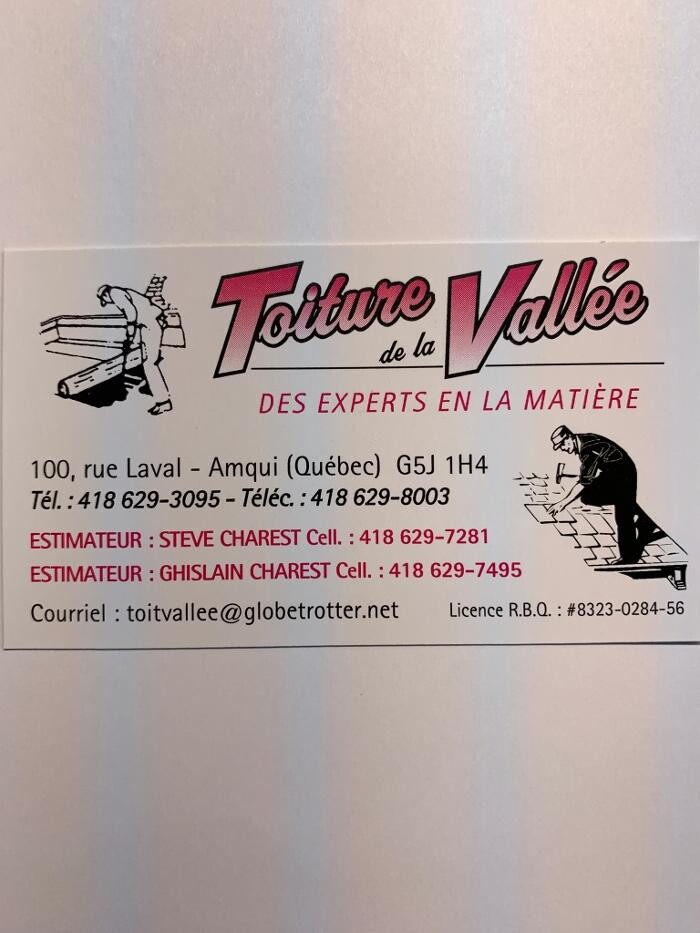 Toiture de la Vallée
DES EXPERTS EN LA MATIÈRE
100, rue Laval - Amqui (Québec) G5J 1H4
Tél. : 418 629-3095 - Téléc. : 418 629-8003
ESTIMATEUR : STEVE CHAREST Cell. : 418 629-7281
ESTIMATEUR : GHISLAIN CHAREST Cell. : 418 629-7495
Courriel : toitvallee@globetrotter.net Licence R.B.Q. : #8323-0284-56